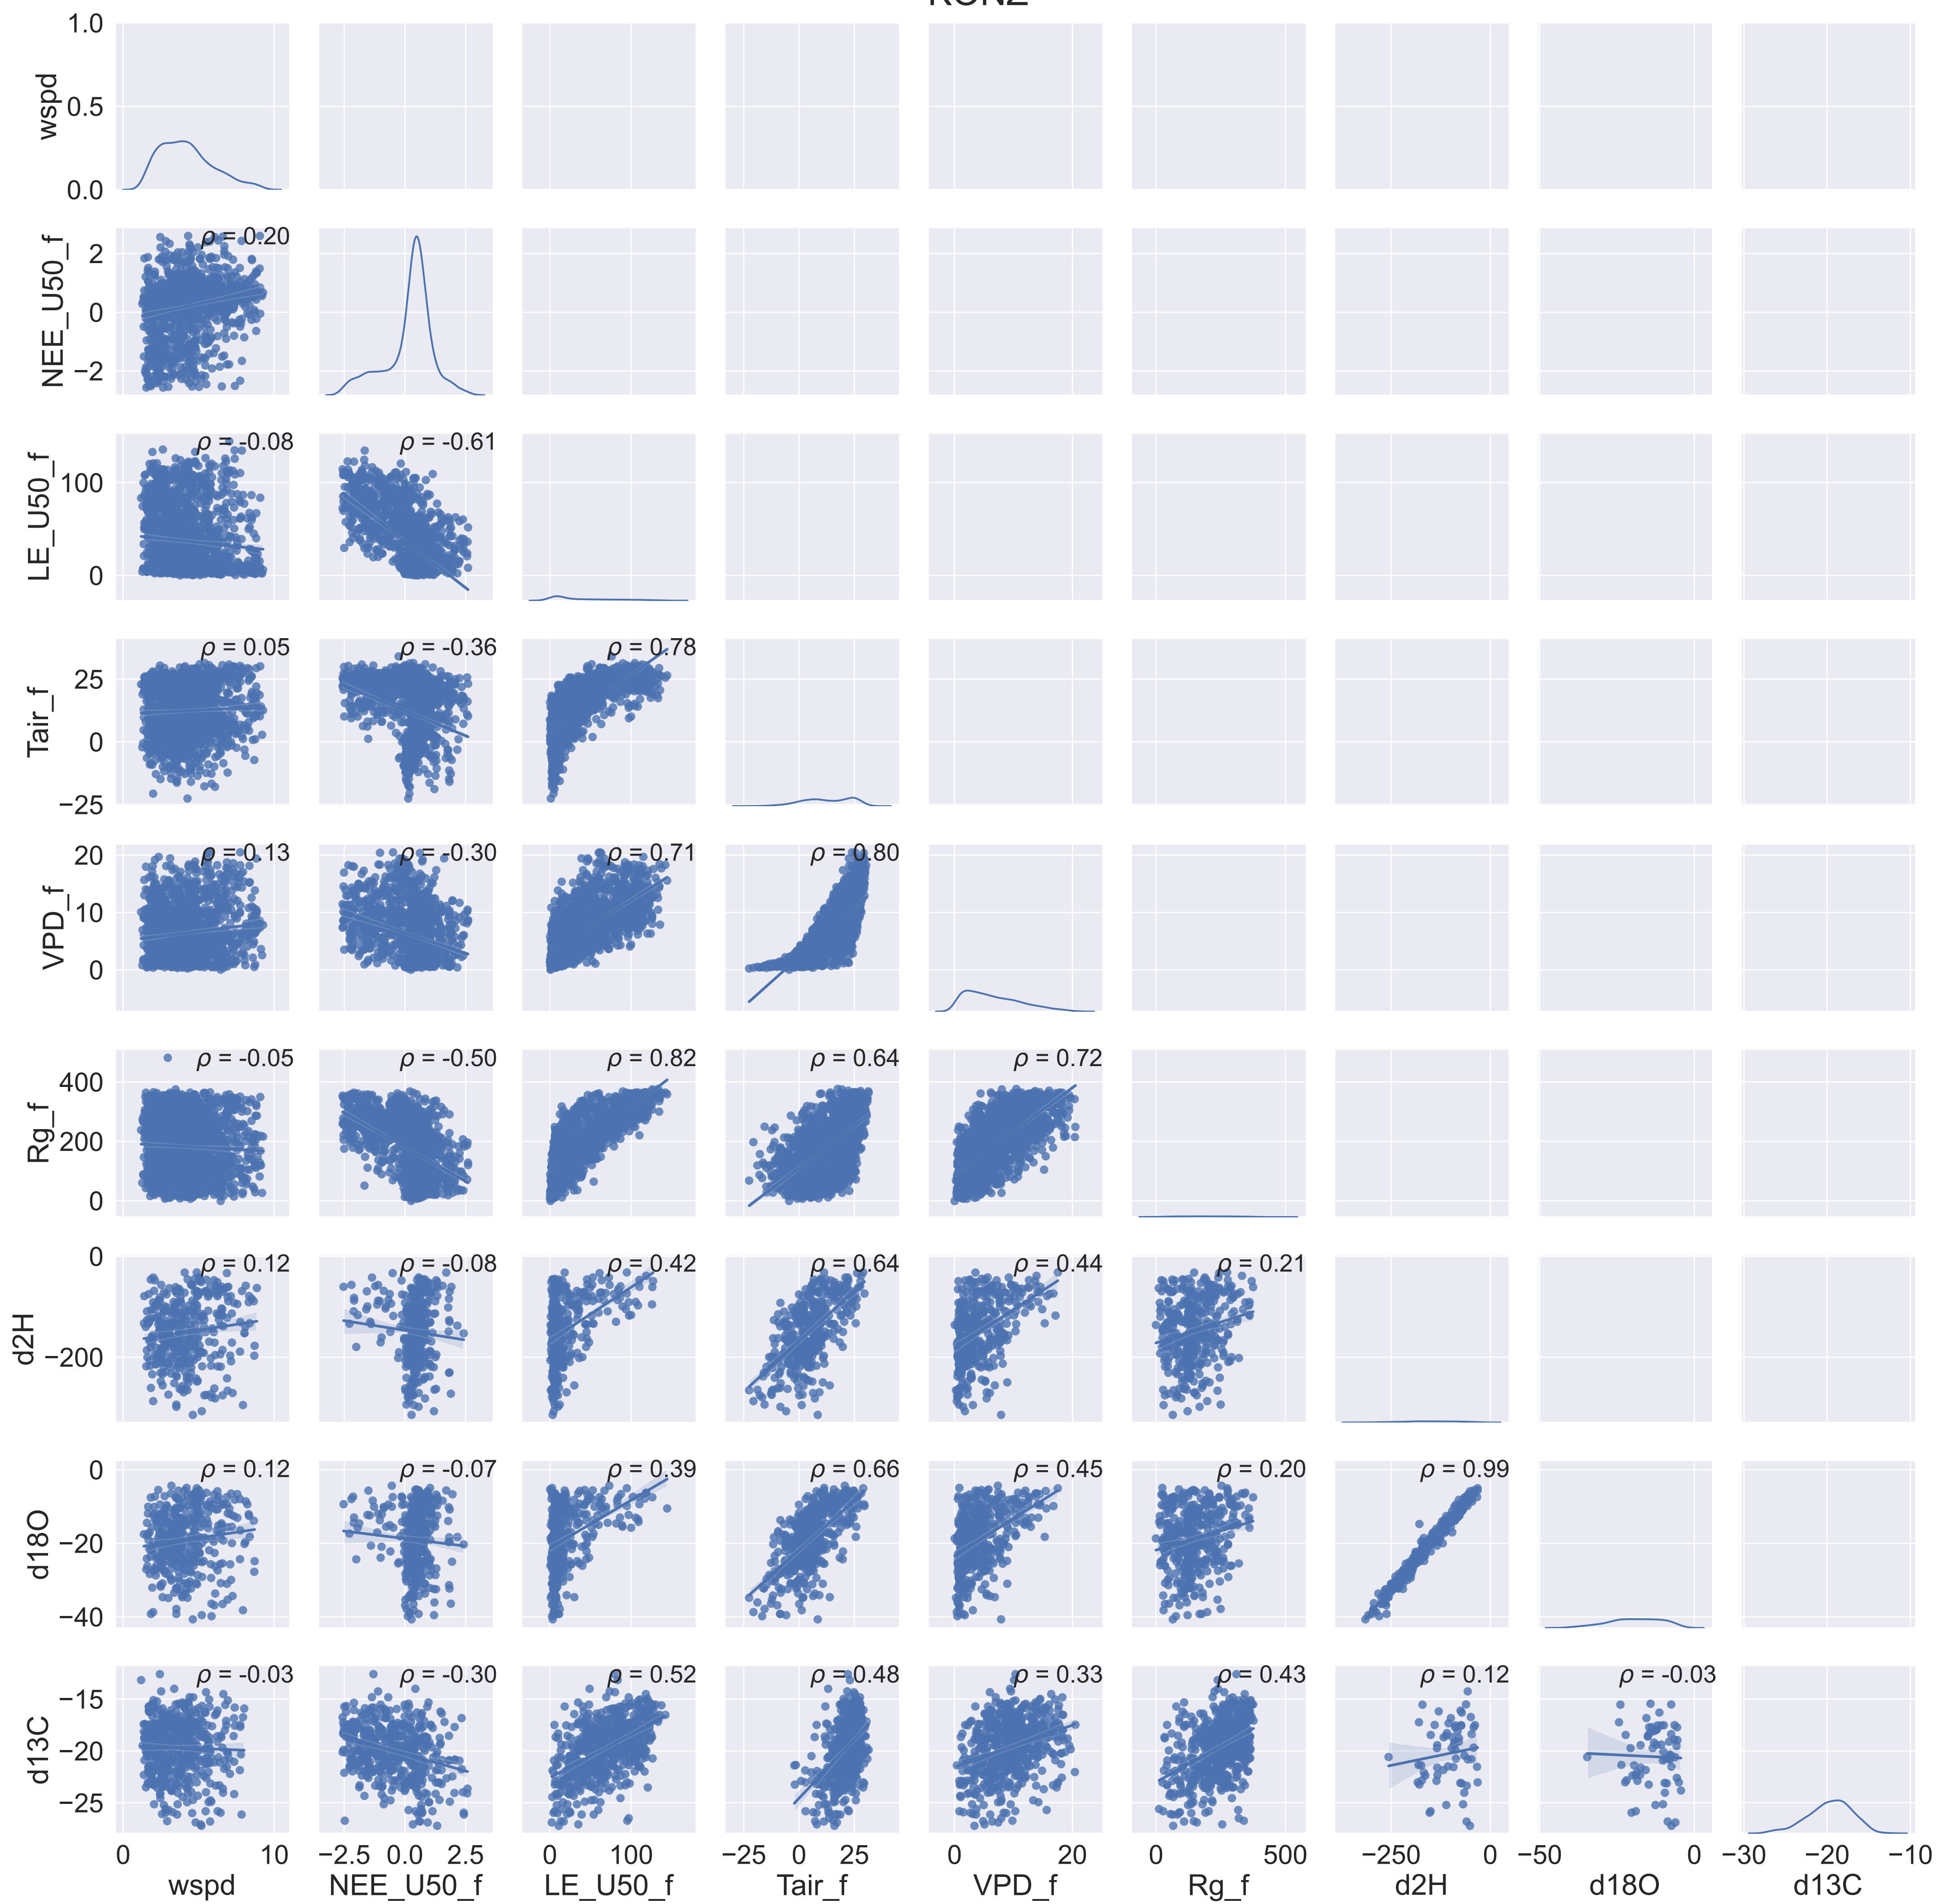 KONZ
1.0
0.5
0.0
wspd
ρ = 0.20
2
0
−2
NEE_U50_f
ρ = -0.08
ρ = -0.61
100
0
LE_U50_f
ρ = 0.05
ρ = -0.36
ρ = 0.78
25
0
−25
Tair_f
ρ = 0.13
ρ = -0.30
ρ = 0.71
ρ = 0.80
20
10
0
VPD_f
ρ = -0.05
ρ = -0.50
ρ = 0.82
ρ = 0.64
ρ = 0.72
400
200
0
Rg_f
ρ = 0.12
ρ = -0.08
ρ = 0.42
ρ = 0.64
ρ = 0.44
ρ = 0.21
0
−200
d2H
ρ = 0.12
ρ = -0.07
ρ = 0.39
ρ = 0.66
ρ = 0.45
ρ = 0.20
ρ = 0.99
0
−20
−40
d18O
ρ = -0.03
ρ = -0.30
ρ = 0.52
ρ = 0.48
ρ = 0.33
ρ = 0.43
ρ = 0.12
ρ = -0.03
−15
−20
−25
d13C
0 10 −2.5 0.0 2.5 0 100 −25 0 25 0 20 0 500 −250 0 −50 0 −30 −20 −10
wspd NEE_U50_f LE_U50_f Tair_f VPD_f Rg_f d2H d18O d13C